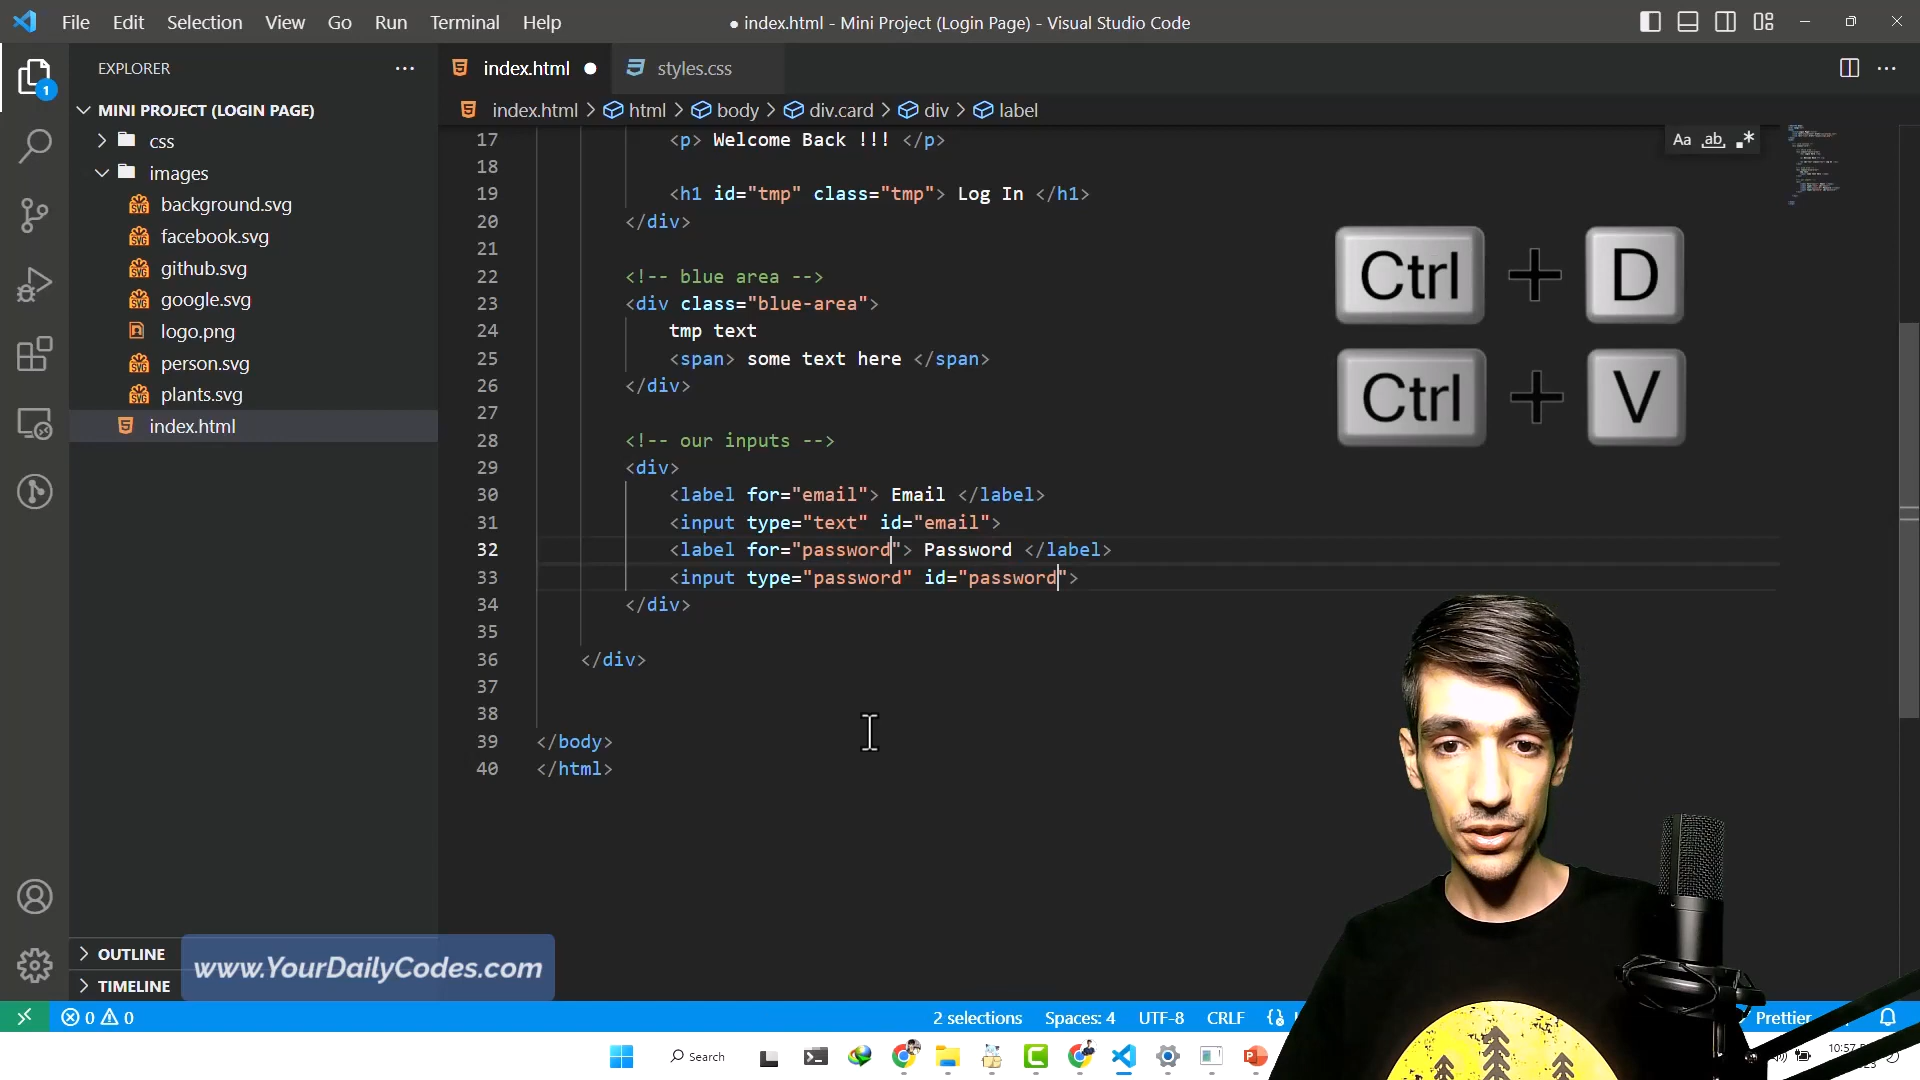 File Edit Selection View Go Run Terminal Help
● index.html - Mini Project (Login Page) - Visual Studio Code
EXPLORER
index.html
styles.css
MINI PROJECT (LOGIN PAGE)
index.html > html > body > div.card > div > label
1
css
images
background.svg
facebook.svg
github.svg
google.svg
logo.png
person.svg
plants.svg
index.html
Aa ab .*
17 <p> Welcome Back !!! </p>
18
19 <h1 id="tmp" class="tmp"> Log In </h1>
20 </div>
21
22 <!-- blue area -->
23 <div class="blue-area">
24 tmp text
25 <span> some text here </span>
26 </div>
27
28 <!-- our inputs -->
29 <div>
30 <label for="email"> Email </label>
31 <input type="text" id="email">
32 <label for="password"> Password </label>
33 <input type="password" id="password">
34 </div>
35
36 </div>
37
38
39 </body>
40 </html>
Ctrl + D
Ctrl + V
OUTLINE
TIMELINE
www.YourDailyCodes.com
0 0
2 selections Spaces: 4 UTF-8 CRLF
Prettier
Search